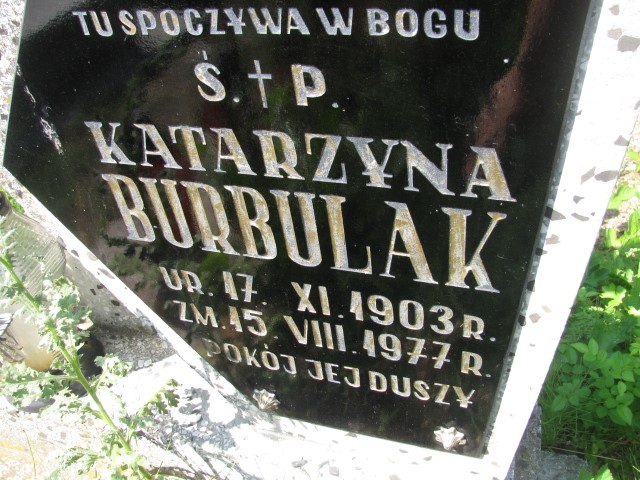 TU SPOCZYWA W BOGU
Ś.†P.
KATARZYNA
BURBULAK
UR. 17. XI. 1903 R.
ZM. 15 VIII. 1977 R.
POKÓJ JEJ DUSZY